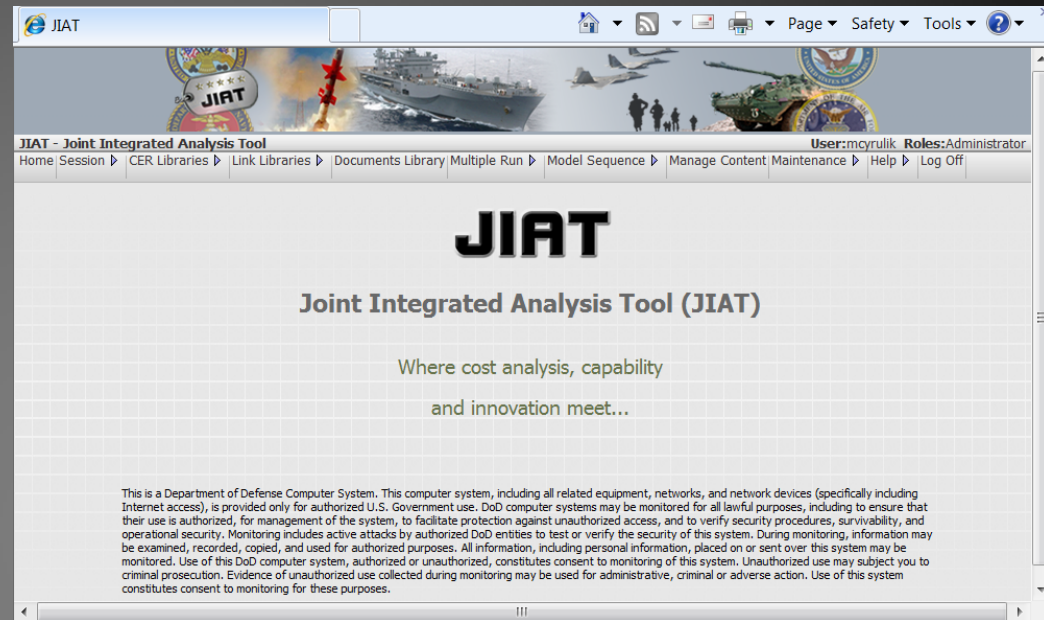 JIAT
Page Safety Tools
JIAT
JIAT - Joint Integrated Analysis Tool User:mcyrulik Roles:Administrator
Home Session CER Libraries Link Libraries Documents Library Multiple Run Model Sequence Manage Content Maintenance Help Log Off
JIAT
Joint Integrated Analysis Tool (JIAT)
Where cost analysis, capability
and innovation meet...
This is a Department of Defense Computer System. This computer system, including all related equipment, networks, and network devices (specifically including
Internet access), is provided only for authorized U.S. Government use. DoD computer systems may be monitored for all lawful purposes, including to ensure that
their use is authorized, for management of the system, to facilitate protection against unauthorized access, and to verify security procedures, survivability, and
operational security. Monitoring includes active attacks by authorized DoD entities to test or verify the security of this system. During monitoring, information may
be examined, recorded, copied, and used for authorized purposes. All information, including personal information, placed on or sent over this system may be
monitored. Use of this DoD computer system, authorized or unauthorized, constitutes consent to monitoring of this system. Unauthorized use may subject you to
criminal prosecution. Evidence of unauthorized use collected during monitoring may be used for administrative, criminal or adverse action. Use of this system
constitutes consent to monitoring for these purposes.